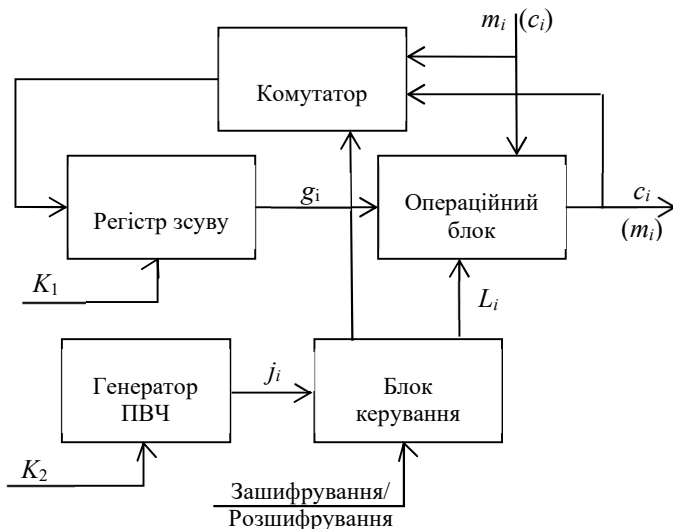 mᵢ (cᵢ)
Комутатор
Регістр зсуву
gᵢ
Операційний
блок
cᵢ
(mᵢ)
K₁
Lᵢ
Генератор
ПВЧ
jᵢ
Блок
керування
K₂
Зашифрування/
Розшифрування